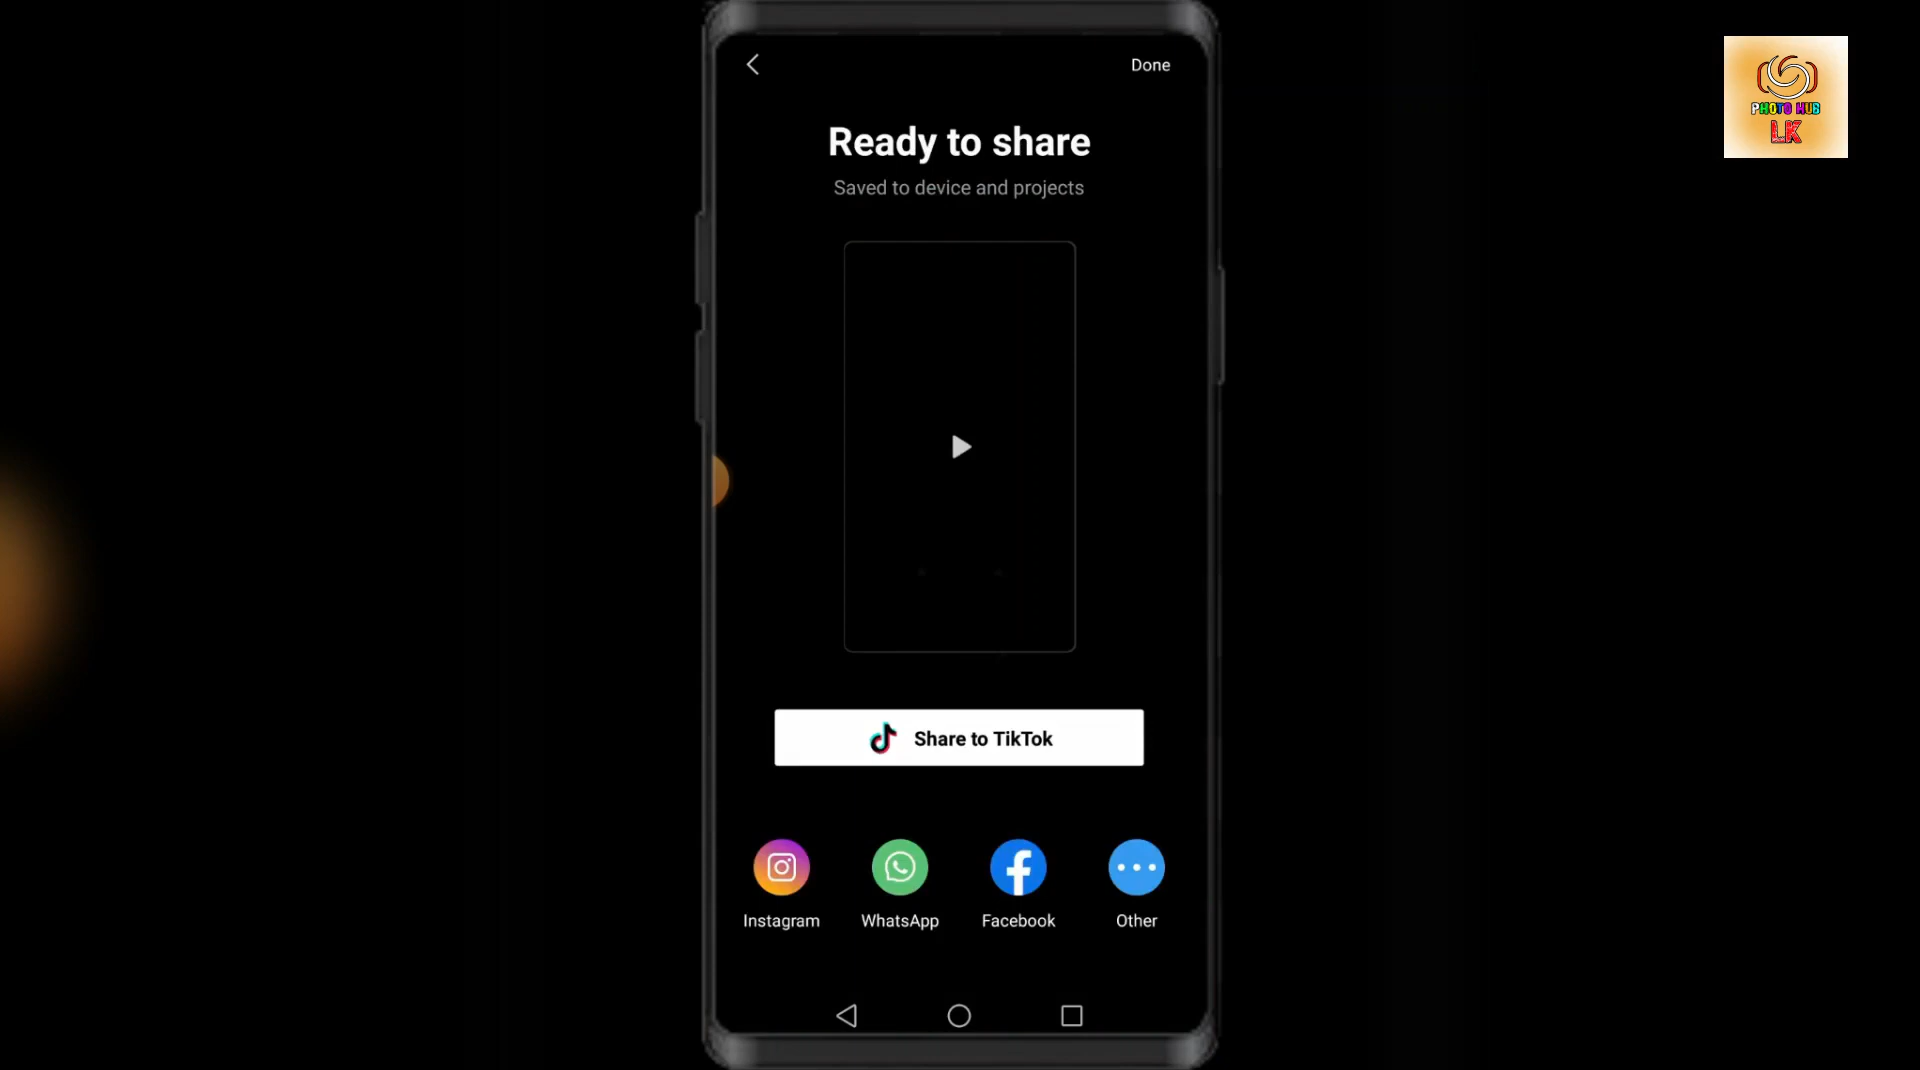 Done
PHOTO HUB
LK
Ready to share
Saved to device and projects
Share to TikTok
Instagram
WhatsApp
Facebook
Other